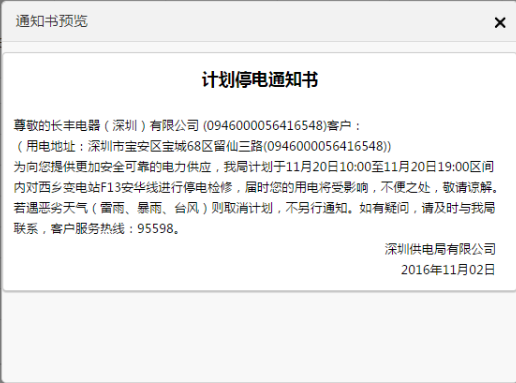 通知书预览
计划停电通知书
尊敬的长丰电器（深圳）有限公司 (0946000056416548)客户：
（ 用电地址：深圳市宝安区宝城68区留仙三路(0946000056416548))
为向您提供更加安全可靠的电力供应，我局计划于11月20日10:00至11月20日19:00区间
内对西乡变电站F13安华线进行停电检修，届时您的用电将受影响，不便之处，敬请谅解。
若遇恶劣天气（雷雨、暴雨、台风）则取消计划，不另行通知。如有疑问，请及时与我局
联系，客户服务热线：95598。
深圳供电局有限公司
2016年11月02日